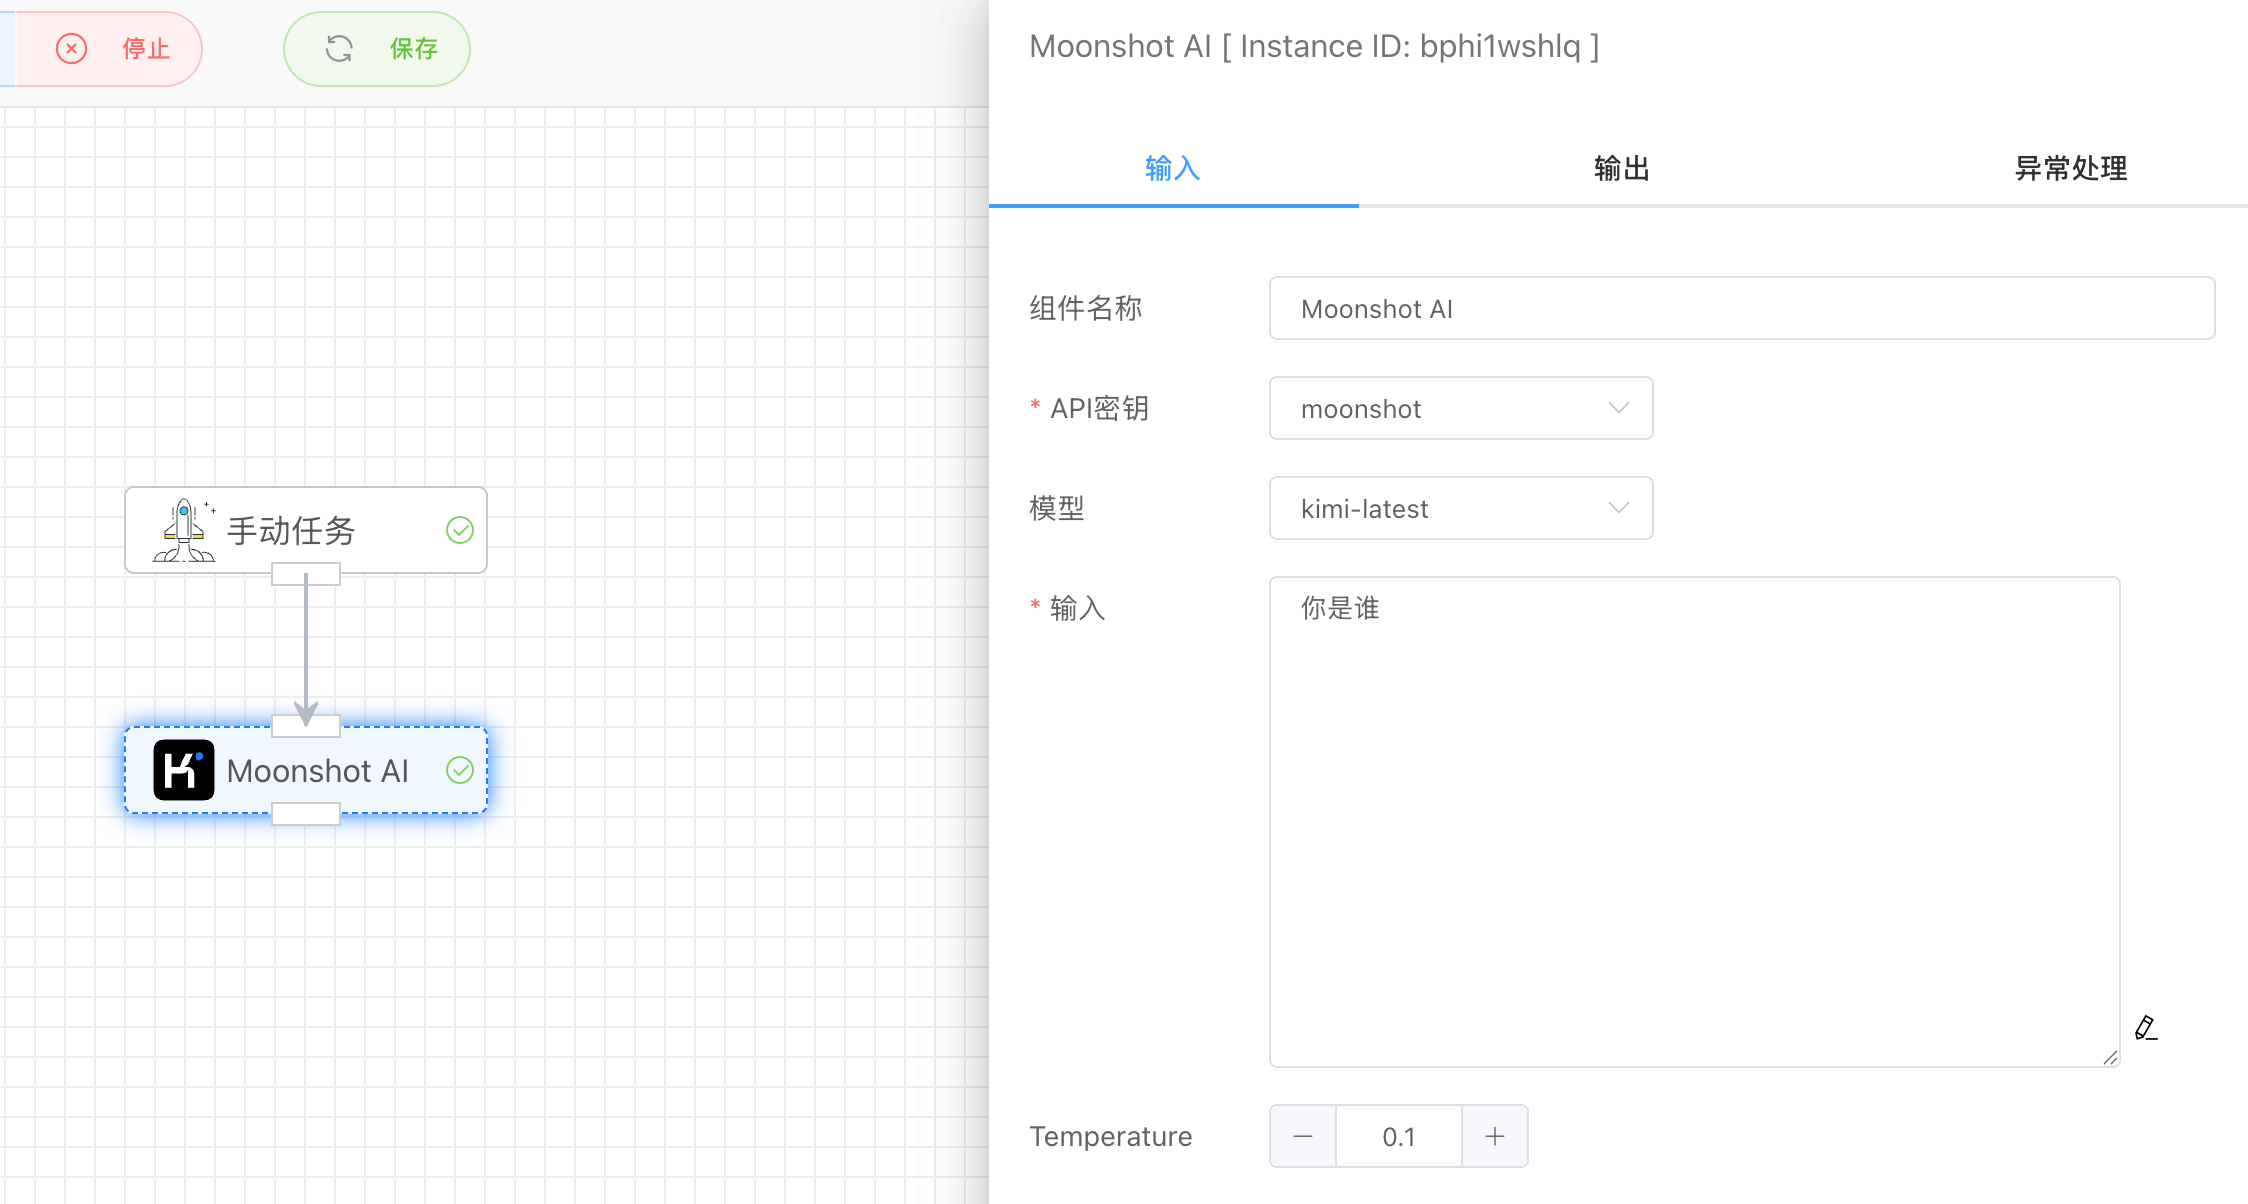 停止
保存
手动任务
Moonshot AI
Moonshot AI [ Instance ID: bphi1wshlq ]
输入
输出
异常处理
组件名称
Moonshot AI
* API密钥
moonshot
模型
kimi-latest
* 输入
你是谁
Temperature
0.1